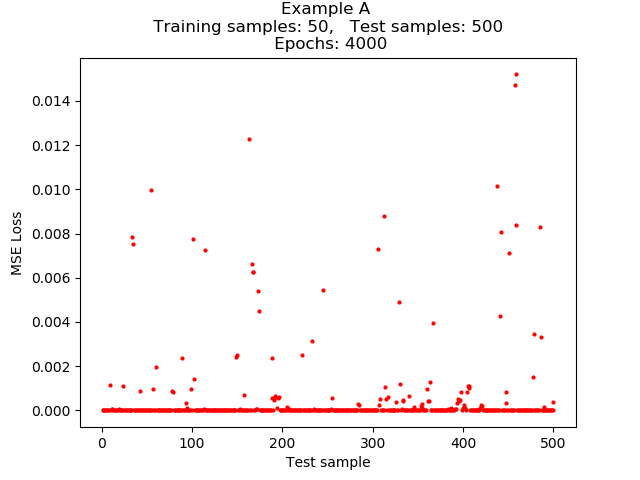 Example A
Training samples: 50,   Test samples: 500
Epochs: 4000
0.014
0.012
0.010
0.008
0.006
0.004
0.002
0.000
MSE Loss
0 100 200 300 400 500
Test sample